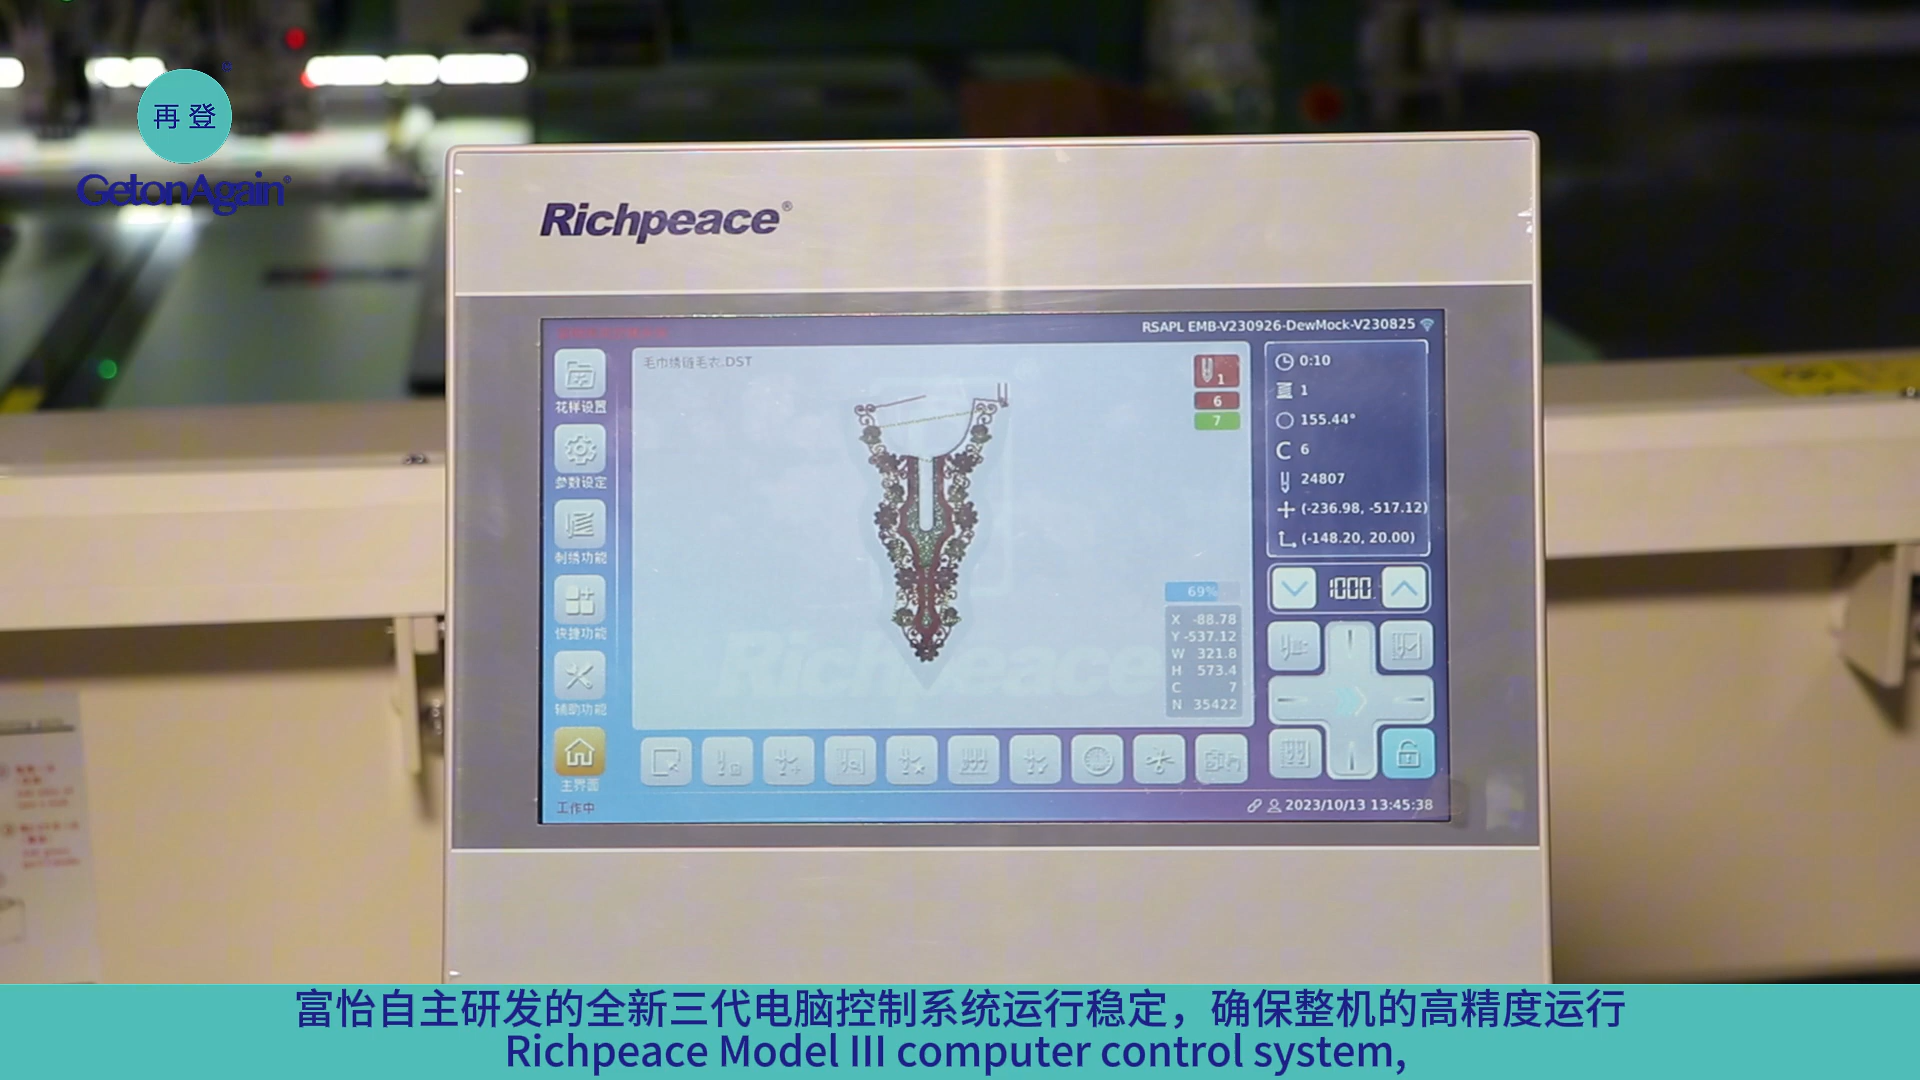 再登
GetonAgain®
Richpeace®
RSAPL EMB-V230926-DewMock-V230825
毛巾绣链毛衣.DST
花样设置
参数设定
刺绣功能
快捷功能
辅助功能
主界面
工作中
1
6
7
0:10
1
155.44°
C 6
24807
(-236.98, -517.12)
(-148.20, 20.00)
1000
69%
X -88.78
Y -537.12
W 321.8
H 573.4
C 7
N 35422
Richpeace
2023/10/13 13:45:38
富怡自主研发的全新三代电脑控制系统运行稳定，确保整机的高精度运行
Richpeace Model III computer control system,